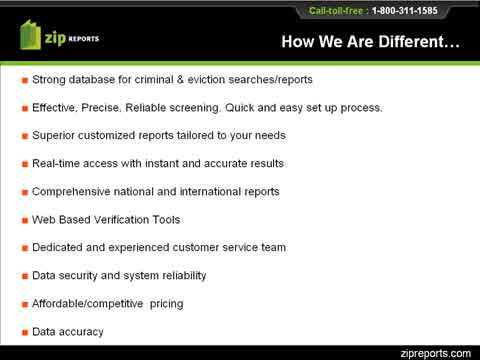 Call-toll-free : 1-800-311-1585
zip REPORTS
How We Are Different...
Strong database for criminal & eviction searches/reports
Effective, Precise, Reliable screening. Quick and easy set up process.
Superior customized reports tailored to your needs
Real-time access with instant and accurate results
Comprehensive national and international reports
Web Based Verification Tools
Dedicated and experienced customer service team
Data security and system reliability
Affordable/competitive  pricing
Data accuracy
zipreports.com